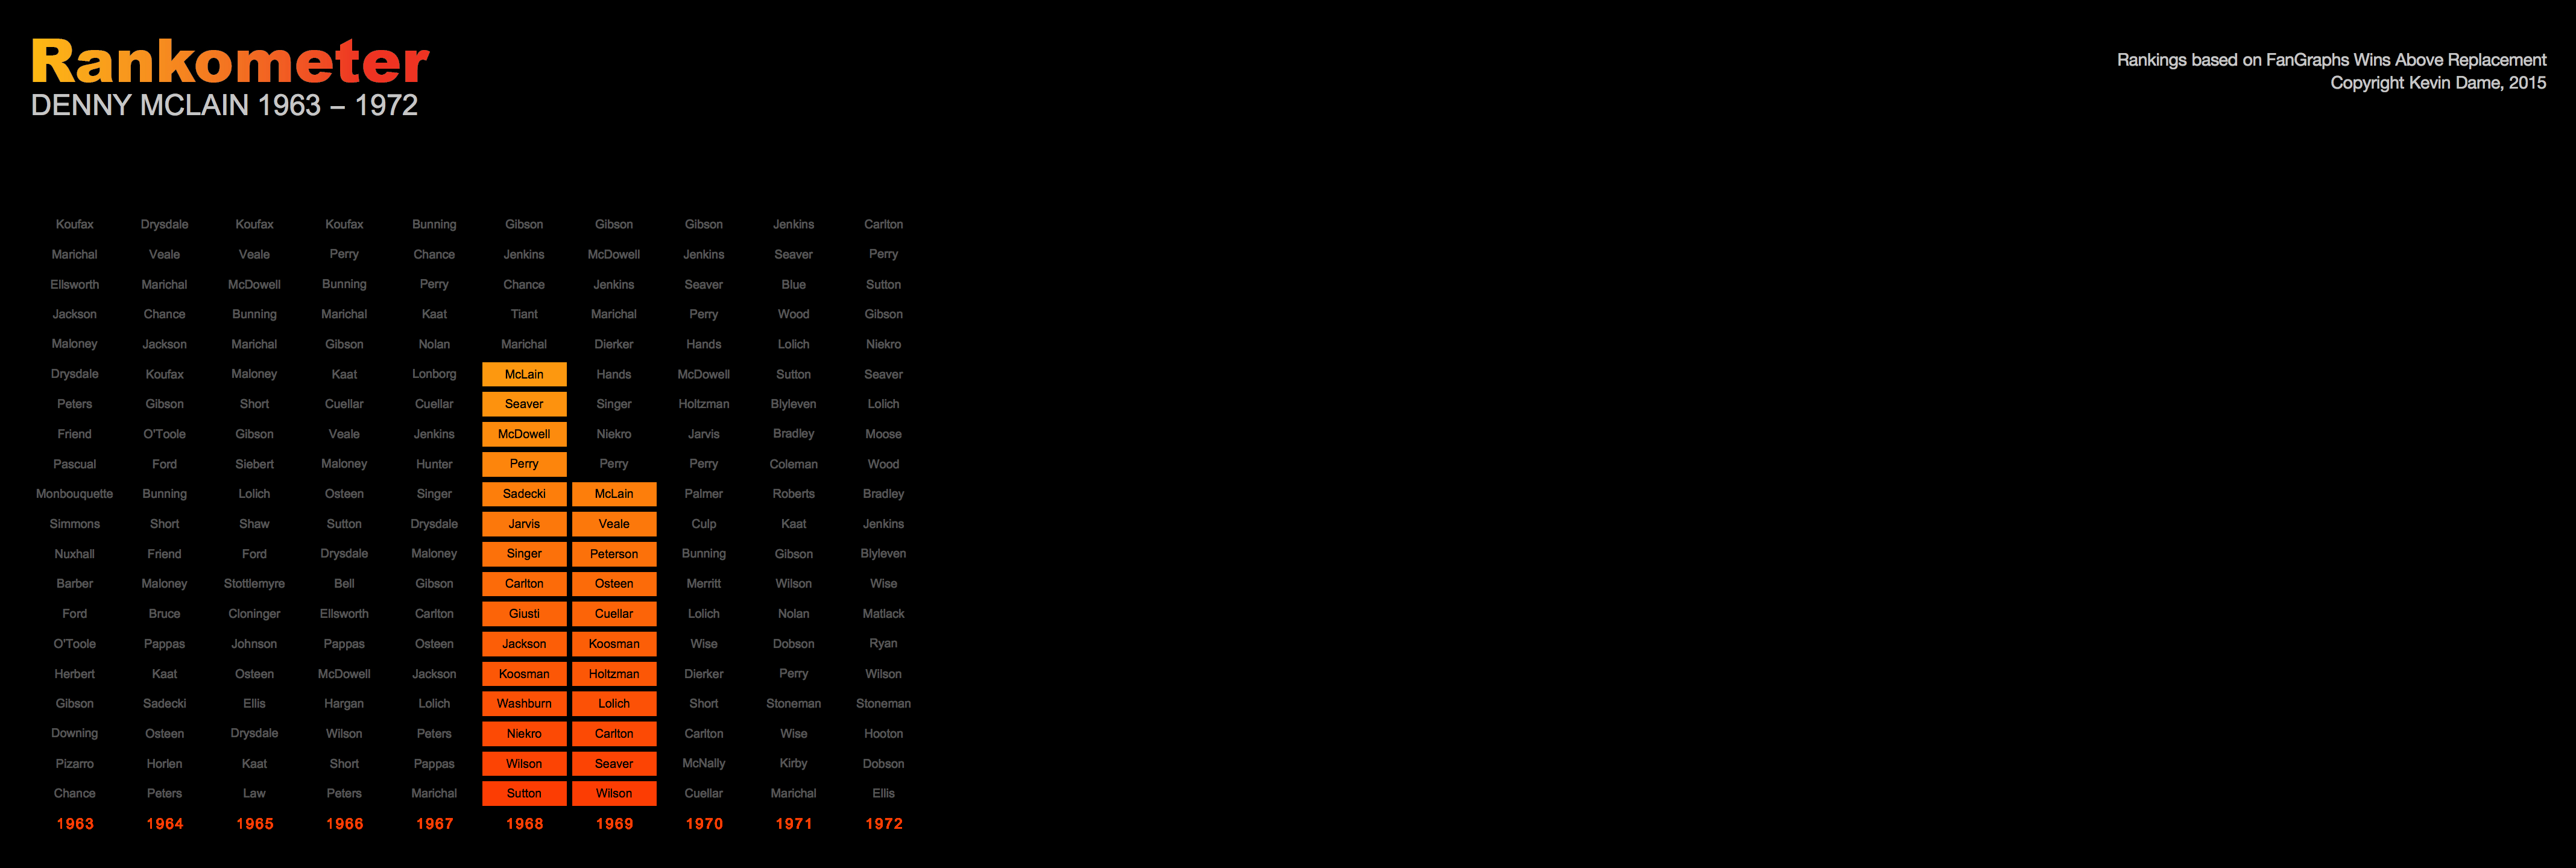 Rankometer
DENNY MCLAIN 1963 – 1972
Rankings based on FanGraphs Wins Above Replacement
Copyright Kevin Dame, 2015
Koufax Drysdale Koufax Koufax Bunning Gibson Gibson Gibson Jenkins Carlton
Marichal Veale Veale Perry Chance Jenkins McDowell Jenkins Seaver Perry
Ellsworth Marichal McDowell Bunning Perry Chance Jenkins Seaver Blue Sutton
Jackson Chance Bunning Marichal Kaat Tiant Marichal Perry Wood Gibson
Maloney Jackson Marichal Gibson Nolan Marichal Dierker Hands Lolich Niekro
Drysdale Koufax Maloney Kaat Lonborg McLain Hands McDowell Sutton Seaver
Peters Gibson Short Cuellar Cuellar Seaver Singer Holtzman Blyleven Lolich
Friend O'Toole Gibson Veale Jenkins McDowell Niekro Jarvis Bradley Moose
Pascual Ford Siebert Maloney Hunter Perry Perry Perry Coleman Wood
Monbouquette Bunning Lolich Osteen Singer Sadecki McLain Palmer Roberts Bradley
Simmons Short Shaw Sutton Drysdale Jarvis Veale Culp Kaat Jenkins
Nuxhall Friend Ford Drysdale Maloney Singer Peterson Bunning Gibson Blyleven
Barber Maloney Stottlemyre Bell Gibson Carlton Osteen Merritt Wilson Wise
Ford Bruce Cloninger Ellsworth Carlton Giusti Cuellar Lolich Nolan Matlack
O'Toole Pappas Johnson Pappas Osteen Jackson Koosman Wise Dobson Ryan
Herbert Kaat Osteen McDowell Jackson Koosman Holtzman Dierker Perry Wilson
Gibson Sadecki Ellis Hargan Lolich Washburn Lolich Short Stoneman Stoneman
Downing Osteen Drysdale Wilson Peters Niekro Carlton Carlton Wise Hooton
Pizarro Horlen Kaat Short Pappas Wilson Seaver McNally Kirby Dobson
Chance Peters Law Peters Marichal Sutton Wilson Cuellar Marichal Ellis
1963 1964 1965 1966 1967 1968 1969 1970 1971 1972